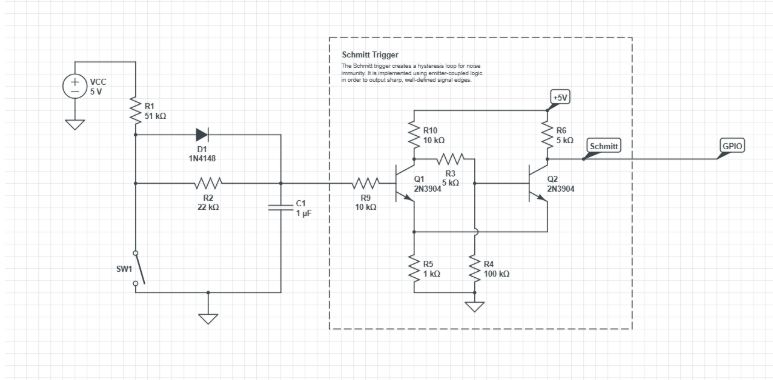 Schmitt Trigger
The Schmitt trigger creates a hysteresis loop for noise
immunity. It is implemented using emitter-coupled logic
in order to output sharp, well-defined signal edges.
VCC
5 V
R1
51 kΩ
D1
1N4148
R2
22 kΩ
C1
1 µF
SW1
R9
10 kΩ
+5V
R10
10 kΩ
R6
5 kΩ
Schmitt
GPIO
R3
5 kΩ
Q1
2N3904
Q2
2N3904
R5
1 kΩ
R4
100 kΩ